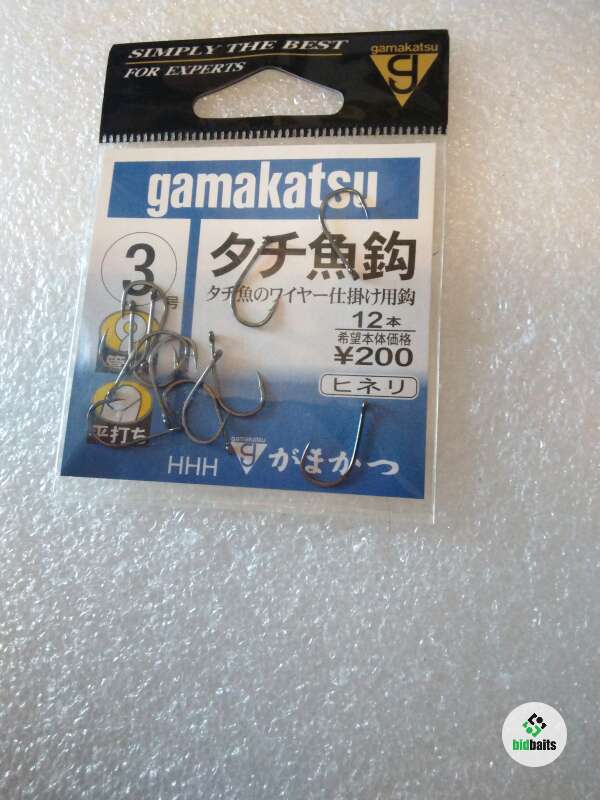 SIMPLY THE BEST
FOR EXPERTS
gamakatsu
gamakatsu
3号
タチ魚鈎
タチ魚のワイヤー仕掛け用鈎
12本
希望本体価格
¥200
ヒネリ
平打ち
HHH
gamakatsu
がまかつ
bidbaits